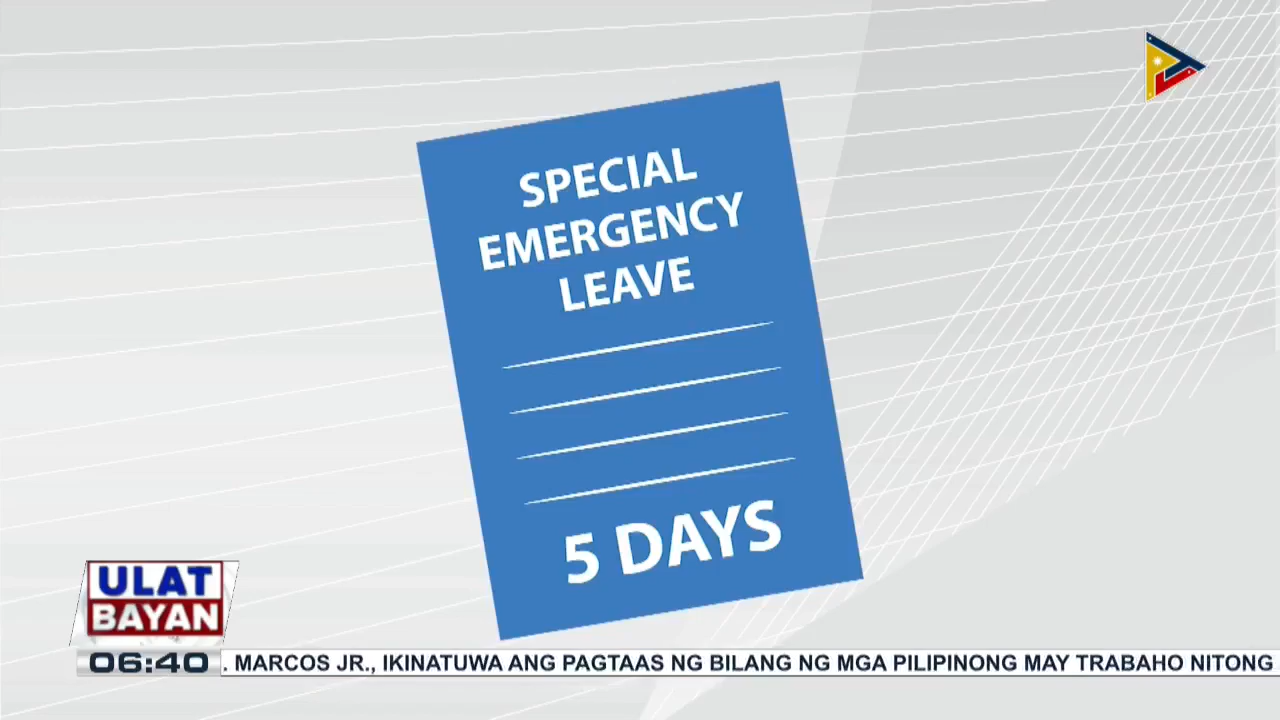 SPECIAL
EMERGENCY
LEAVE
5 DAYS
ULAT
BAYAN
06:40
. MARCOS JR., IKINATUWA ANG PAGTAAS NG BILANG NG MGA PILIPINONG MAY TRABAHO NITONG